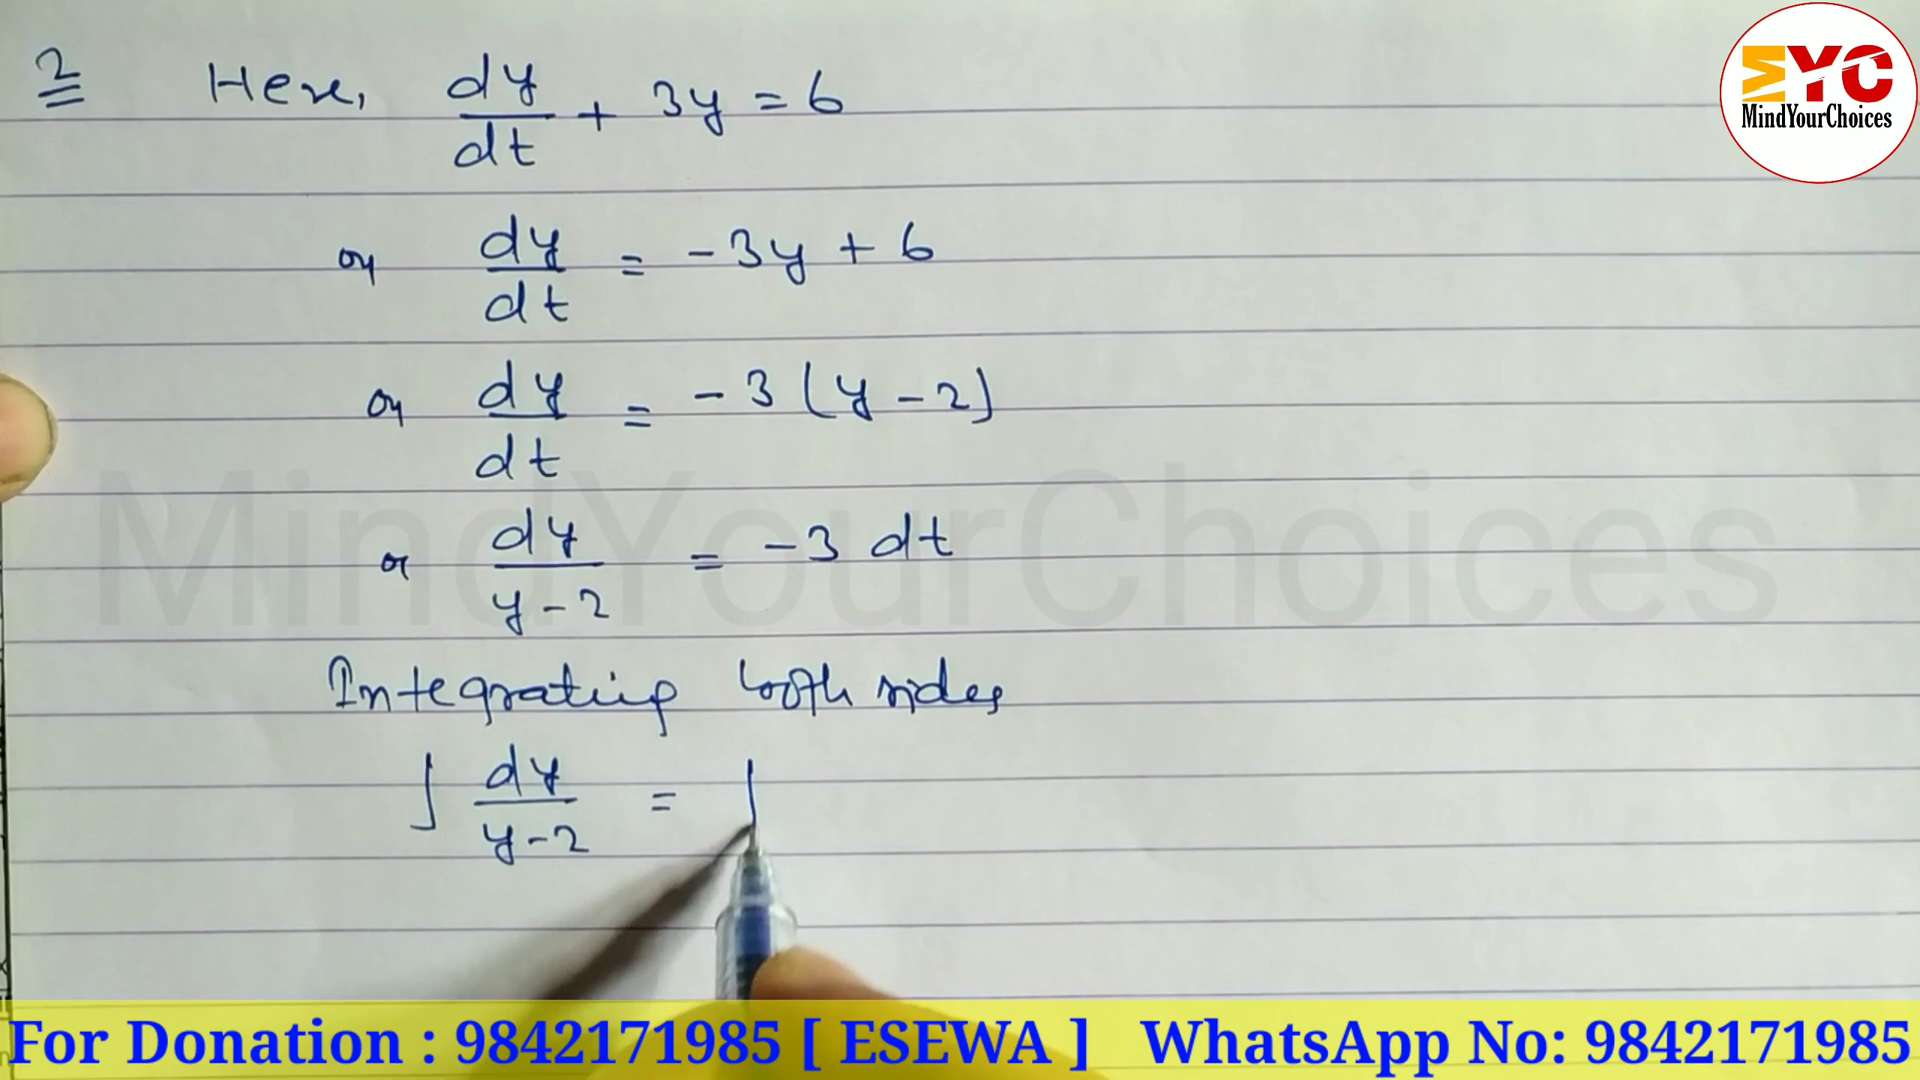 2 Here, dy/dt + 3y = 6
or dy/dt = -3y + 6
or dy/dt = -3 (y - 2)
or dy/y-2 = -3 dt
Integrating both sides
∫ dy/y-2 = ∫
MYC
MindYourChoices
MindYourChoices
For Donation : 9842171985 [ ESEWA ] WhatsApp No: 9842171985